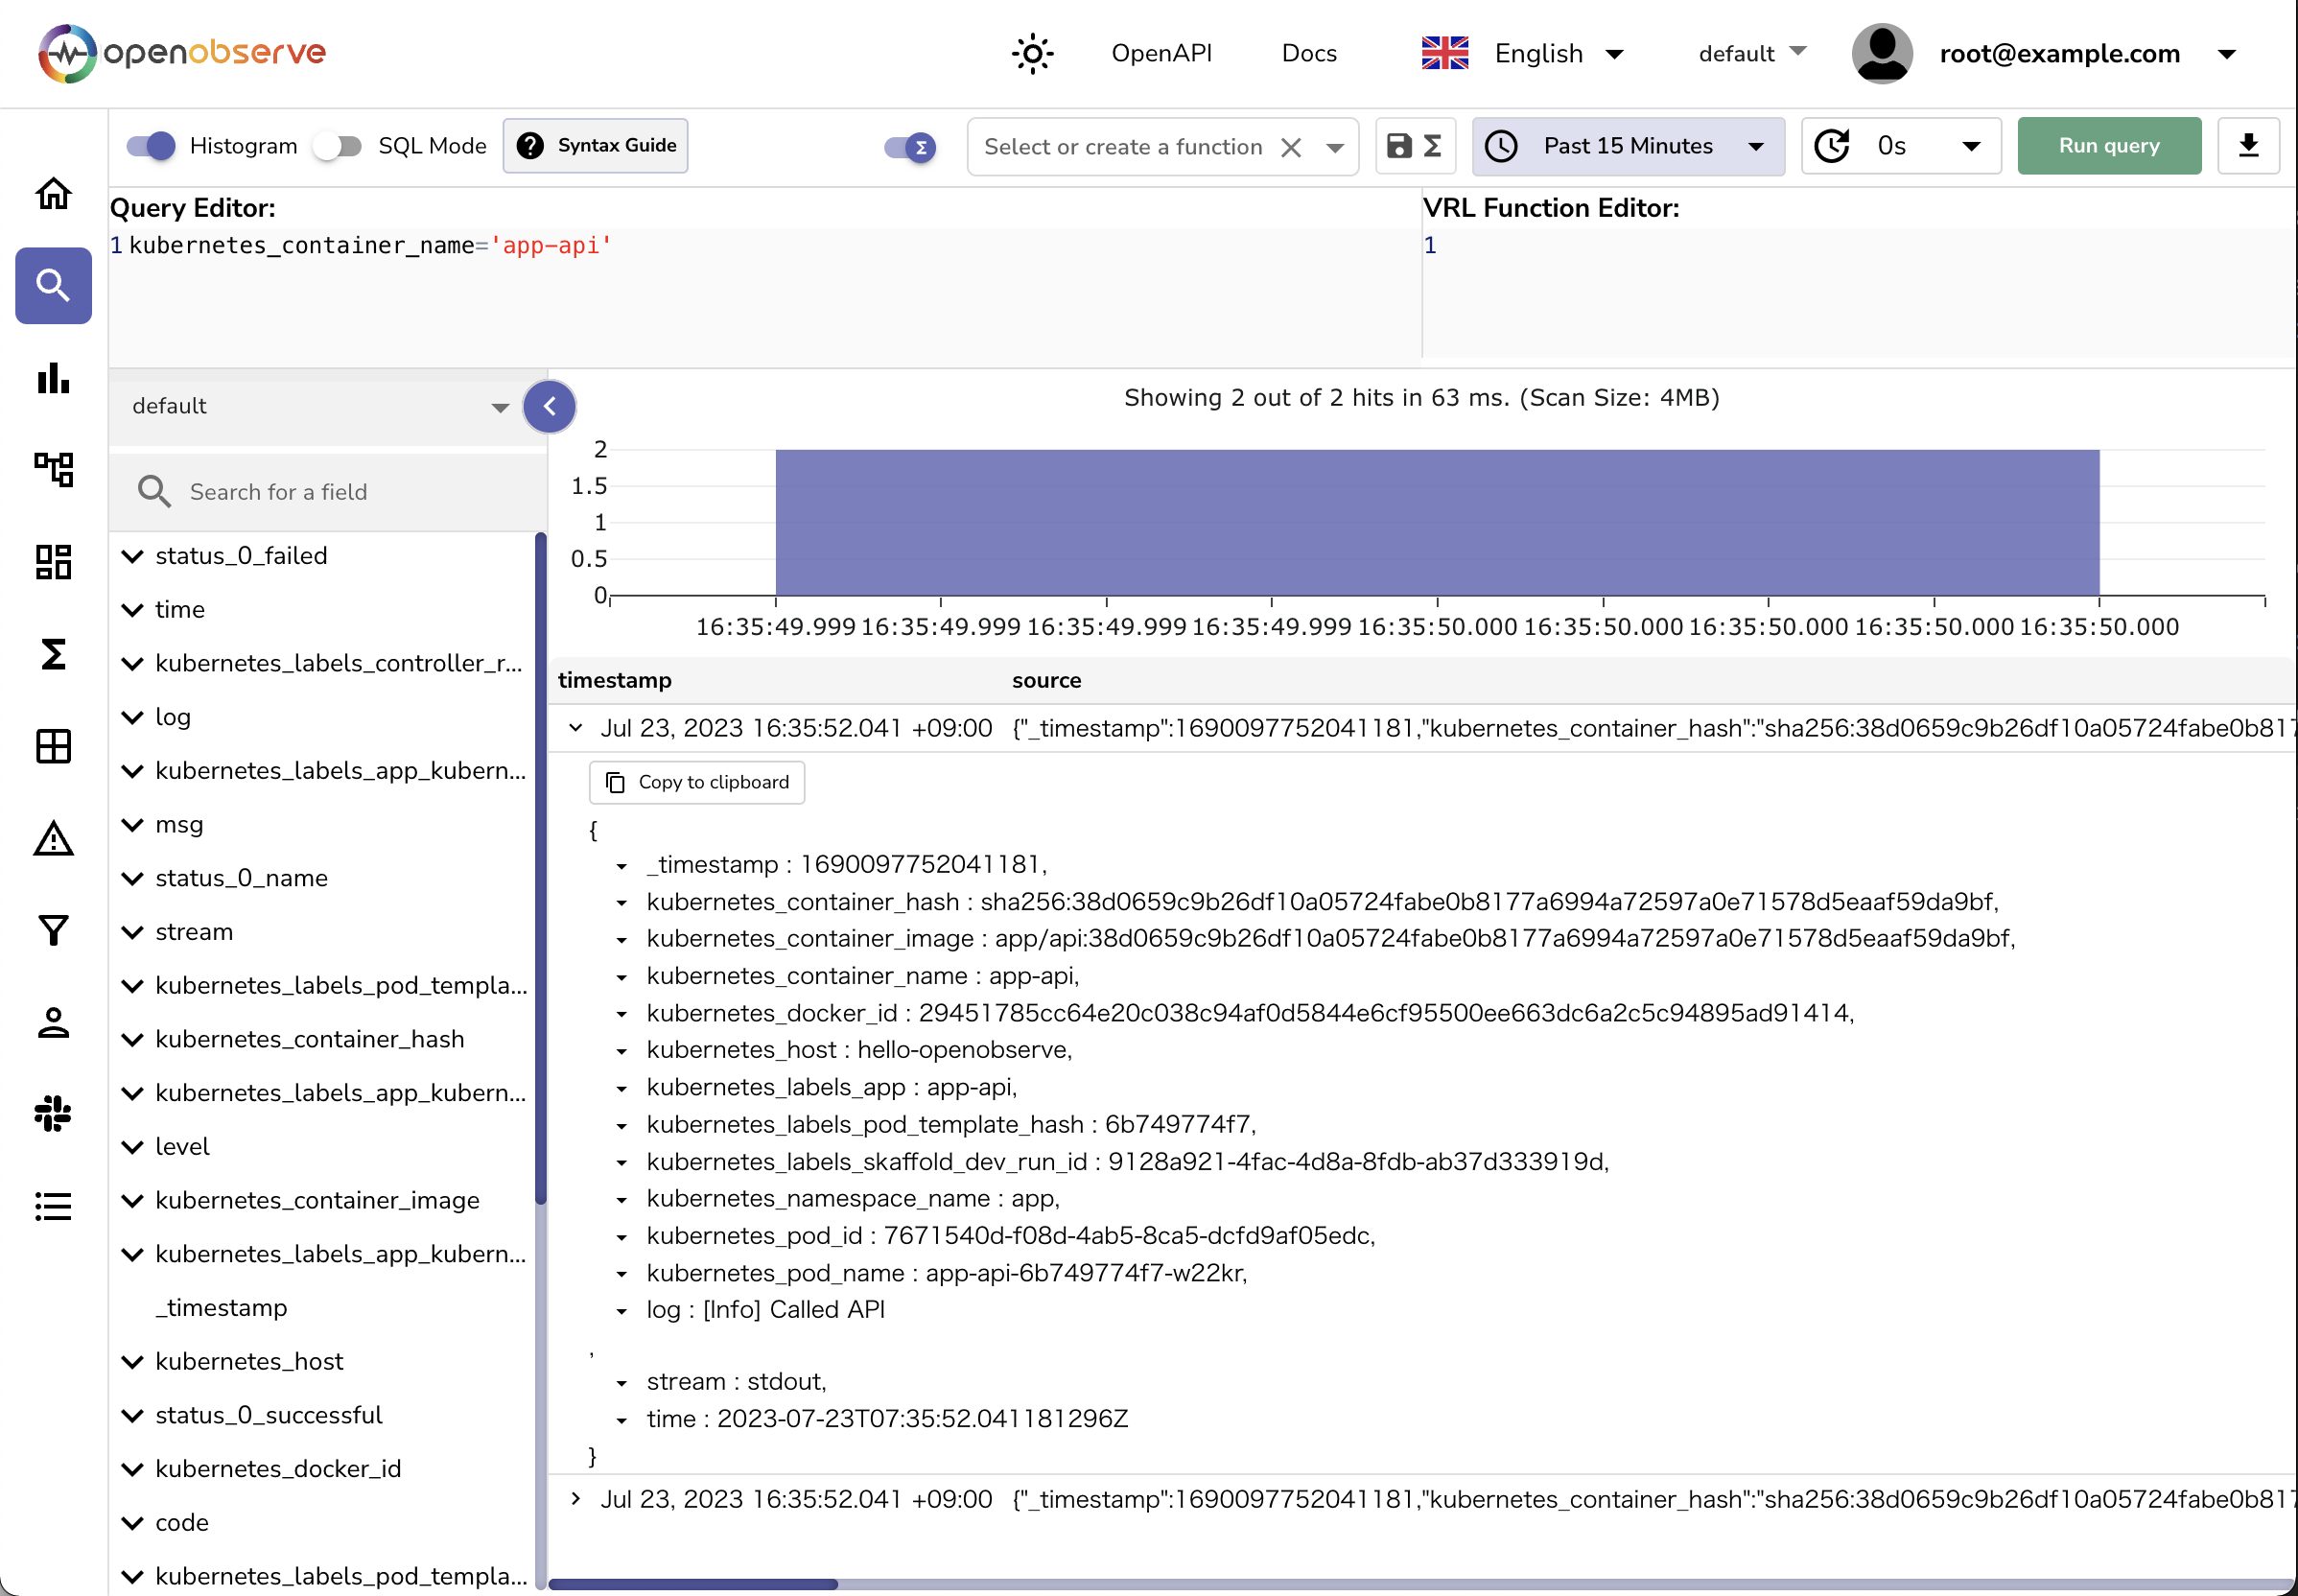 openobserve
OpenAPI Docs English default root@example.com
Histogram SQL Mode ? Syntax Guide Σ Select or create a function Σ Past 15 Minutes 0s Run query
Query Editor: VRL Function Editor:
1 kubernetes_container_name='app-api' 1
default
Search for a field
status_0_failed
time
kubernetes_labels_controller_r...
log
kubernetes_labels_app_kubern...
msg
status_0_name
stream
kubernetes_labels_pod_templa...
kubernetes_container_hash
kubernetes_labels_app_kubern...
level
kubernetes_container_image
kubernetes_labels_app_kubern...
_timestamp
kubernetes_host
status_0_successful
kubernetes_docker_id
code
kubernetes_labels_pod_templa...
Showing 2 out of 2 hits in 63 ms. (Scan Size: 4MB)
2
1.5
1
0.5
0
16:35:49.999 16:35:49.999 16:35:49.999 16:35:49.999 16:35:50.000 16:35:50.000 16:35:50.000 16:35:50.000 16:35:50.000
timestamp source
Jul 23, 2023 16:35:52.041 +09:00 {"_timestamp":1690097752041181,"kubernetes_container_hash":"sha256:38d0659c9b26df10a05724fabe0b817
Copy to clipboard
{
_timestamp : 1690097752041181,
kubernetes_container_hash : sha256:38d0659c9b26df10a05724fabe0b8177a6994a72597a0e71578d5eaaf59da9bf,
kubernetes_container_image : app/api:38d0659c9b26df10a05724fabe0b8177a6994a72597a0e71578d5eaaf59da9bf,
kubernetes_container_name : app-api,
kubernetes_docker_id : 29451785cc64e20c038c94af0d5844e6cf95500ee663dc6a2c5c94895ad91414,
kubernetes_host : hello-openobserve,
kubernetes_labels_app : app-api,
kubernetes_labels_pod_template_hash : 6b749774f7,
kubernetes_labels_skaffold_dev_run_id : 9128a921-4fac-4d8a-8fdb-ab37d333919d,
kubernetes_namespace_name : app,
kubernetes_pod_id : 7671540d-f08d-4ab5-8ca5-dcfd9af05edc,
kubernetes_pod_name : app-api-6b749774f7-w22kr,
log : [Info] Called API
,
stream : stdout,
time : 2023-07-23T07:35:52.041181296Z
}
Jul 23, 2023 16:35:52.041 +09:00 {"_timestamp":1690097752041181,"kubernetes_container_hash":"sha256:38d0659c9b26df10a05724fabe0b817